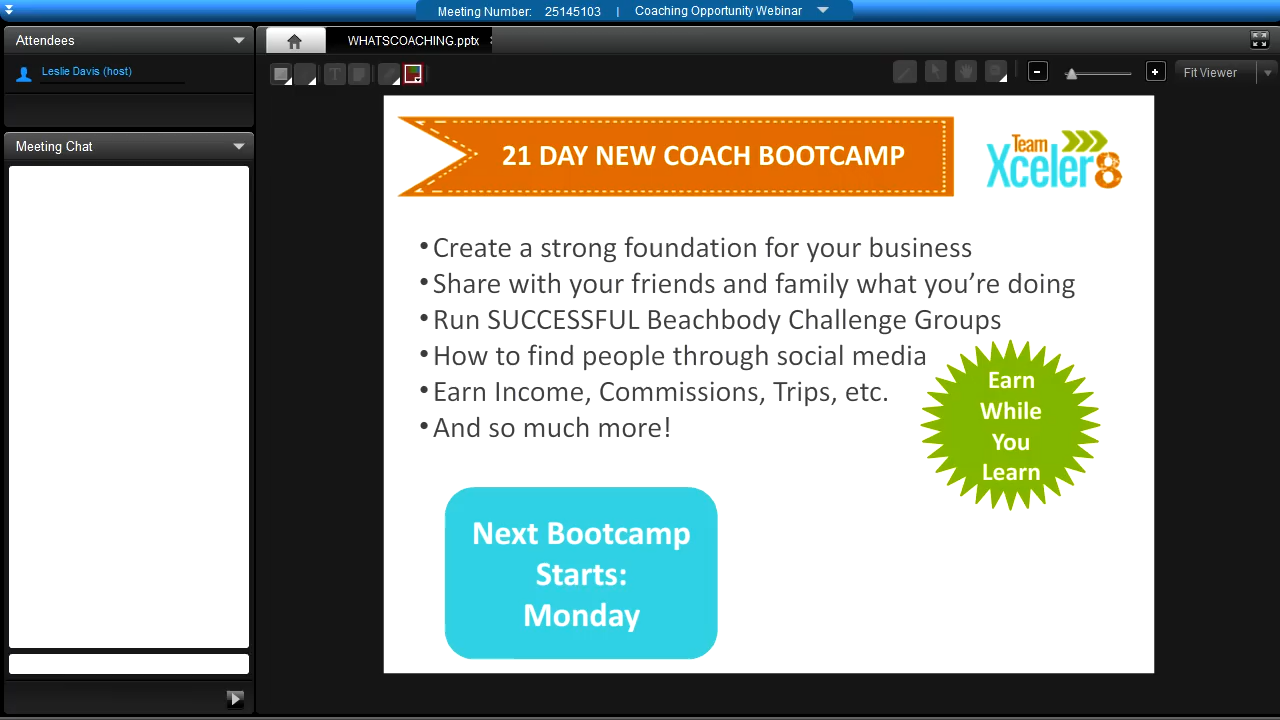 Meeting Number: 25145103 | Coaching Opportunity Webinar
Attendees
Leslie Davis (host)
Meeting Chat
WHATSCOACHING.pptx
T
Fit Viewer
21 DAY NEW COACH BOOTCAMP
Team
Xceler8
•Create a strong foundation for your business
•Share with your friends and family what you’re doing
•Run SUCCESSFUL Beachbody Challenge Groups
•How to find people through social media
•Earn Income, Commissions, Trips, etc.
•And so much more!
Earn
While
You
Learn
Next Bootcamp
Starts:
Monday